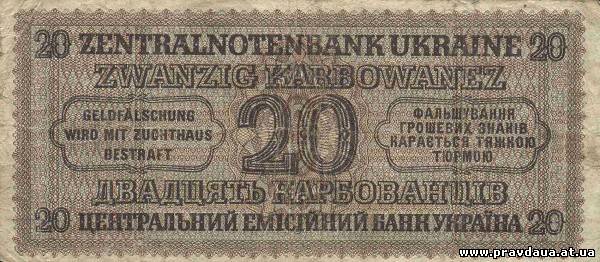 20 ZENTRALNOTENBANK UKRAINE 20
ZWANZIG KARBOWANEZ
GELDFÄLSCHUNG
WIRD MIT ZUCHTHAUS
BESTRAFT
20
ФАЛЬШУВАННЯ
ГРОШЕВИХ ЗНАКІВ
КАРАЄТЬСЯ ТЯЖКОЮ
ТЮРМОЮ
ДВАДЦЯТЬ КАРБОВАНЦІВ
20 ЦЕНТРАЛЬНИЙ ЕМІСІЙНИЙ БАНК УКРАЇНА 20
www.pravdaua.at.ua